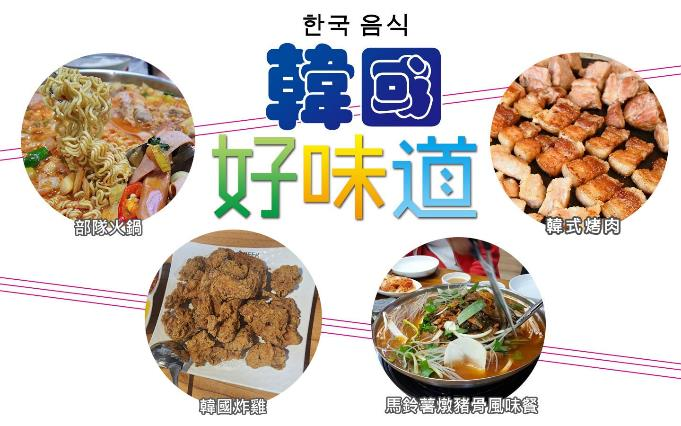 한국 음식
韓國
好味道
部隊火鍋
韓式烤肉
韓國炸雞
馬鈴薯燉豬骨風味餐